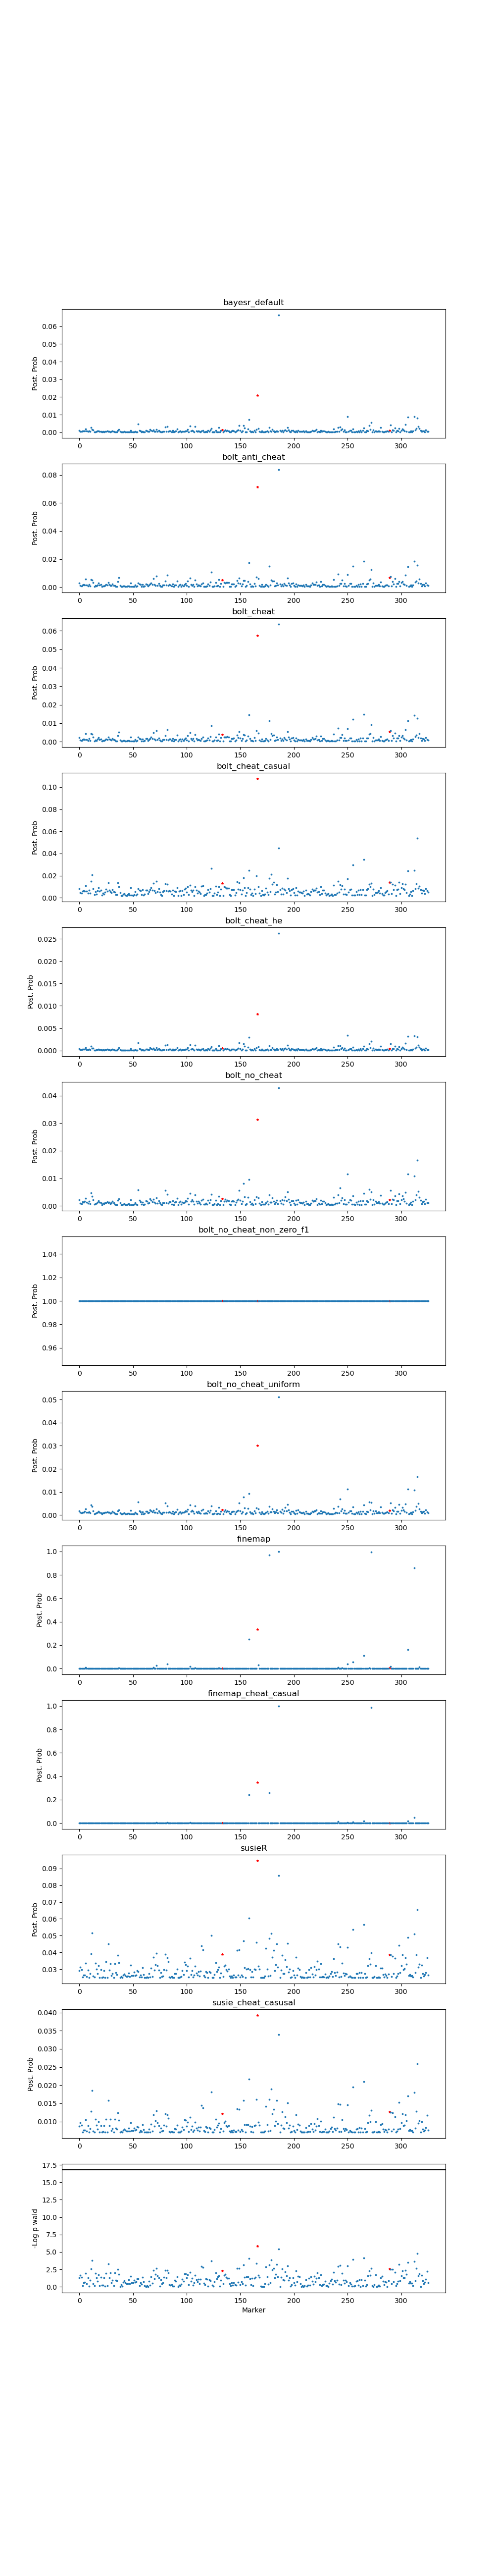 bayesr_default
0.06
0.05
0.04
0.03
0.02
0.01
0.00
Post. Prob
0 50 100 150 200 250 300
bolt_anti_cheat
0.08
0.06
0.04
0.02
0.00
Post. Prob
0 50 100 150 200 250 300
bolt_cheat
0.06
0.05
0.04
0.03
0.02
0.01
0.00
Post. Prob
0 50 100 150 200 250 300
bolt_cheat_casual
0.10
0.08
0.06
0.04
0.02
0.00
Post. Prob
0 50 100 150 200 250 300
bolt_cheat_he
0.025
0.020
0.015
0.010
0.005
0.000
Post. Prob
0 50 100 150 200 250 300
bolt_no_cheat
0.04
0.03
0.02
0.01
0.00
Post. Prob
0 50 100 150 200 250 300
bolt_no_cheat_non_zero_f1
1.04
1.02
1.00
0.98
0.96
Post. Prob
0 50 100 150 200 250 300
bolt_no_cheat_uniform
0.05
0.04
0.03
0.02
0.01
0.00
Post. Prob
0 50 100 150 200 250 300
finemap
1.0
0.8
0.6
0.4
0.2
0.0
Post. Prob
0 50 100 150 200 250 300
finemap_cheat_casual
1.0
0.8
0.6
0.4
0.2
0.0
Post. Prob
0 50 100 150 200 250 300
susieR
0.09
0.08
0.07
0.06
0.05
0.04
0.03
Post. Prob
0 50 100 150 200 250 300
susie_cheat_casusal
0.040
0.035
0.030
0.025
0.020
0.015
0.010
Post. Prob
0 50 100 150 200 250 300
17.5
15.0
12.5
10.0
7.5
5.0
2.5
0.0
-Log p wald
0 50 100 150 200 250 300
Marker